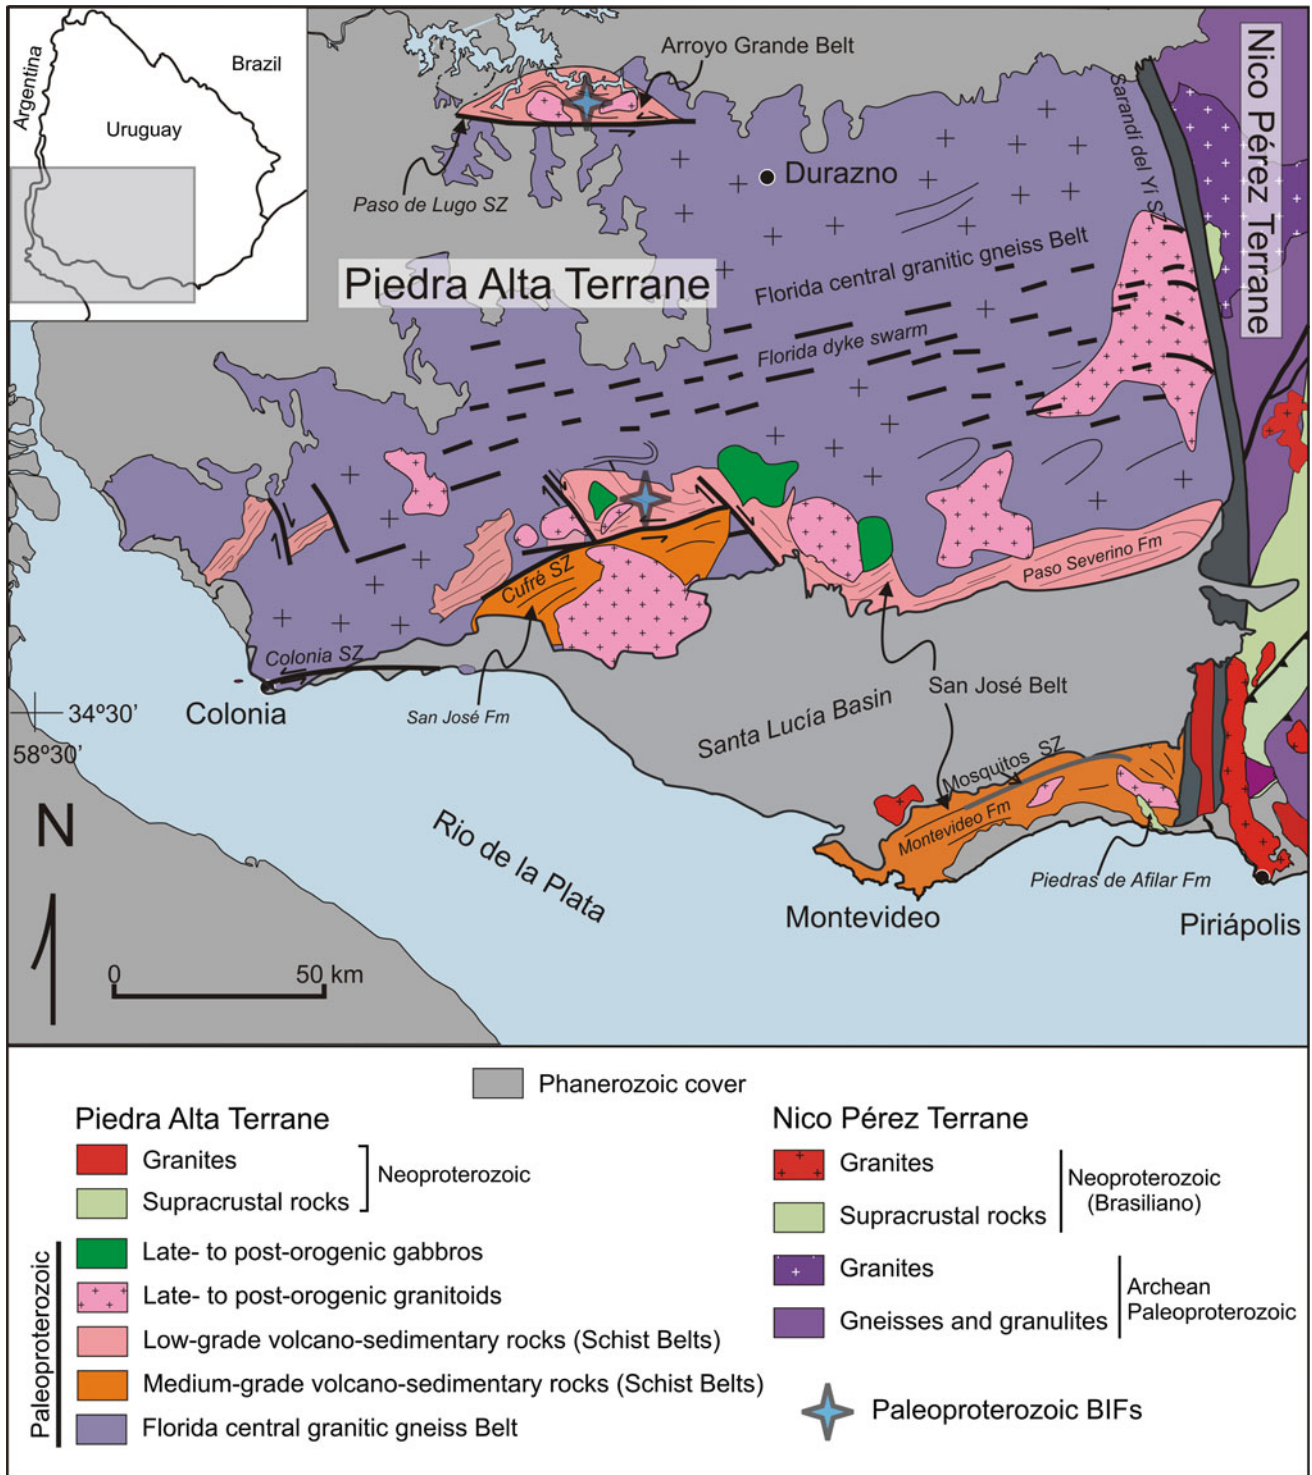 Argentina
Brazil
Uruguay
Arroyo Grande Belt
Paso de Lugo SZ
Durazno
Sarandí del Yí SZ
Nico Pérez Terrane
Piedra Alta Terrane
Florida central granitic gneiss Belt
Florida dyke swarm
Paso Severino Fm
Cufré SZ
Colonia SZ
Colonia
San José Fm
San José Belt
Santa Lucía Basin
Mosquitos SZ
Montevideo Fm
Piedras de Afilar Fm
Montevideo
Piriápolis
Rio de la Plata
34º30’
58º30’
N
0 50 km
Phanerozoic cover
Piedra Alta Terrane
Granites
Supracrustal rocks
Neoproterozoic
Paleoproterozoic
Late- to post-orogenic gabbros
Late- to post-orogenic granitoids
Low-grade volcano-sedimentary rocks (Schist Belts)
Medium-grade volcano-sedimentary rocks (Schist Belts)
Florida central granitic gneiss Belt
Nico Pérez Terrane
Granites
Supracrustal rocks
Neoproterozoic
(Brasiliano)
Granites
Gneisses and granulites
Archean
Paleoproterozoic
Paleoproterozoic BIFs